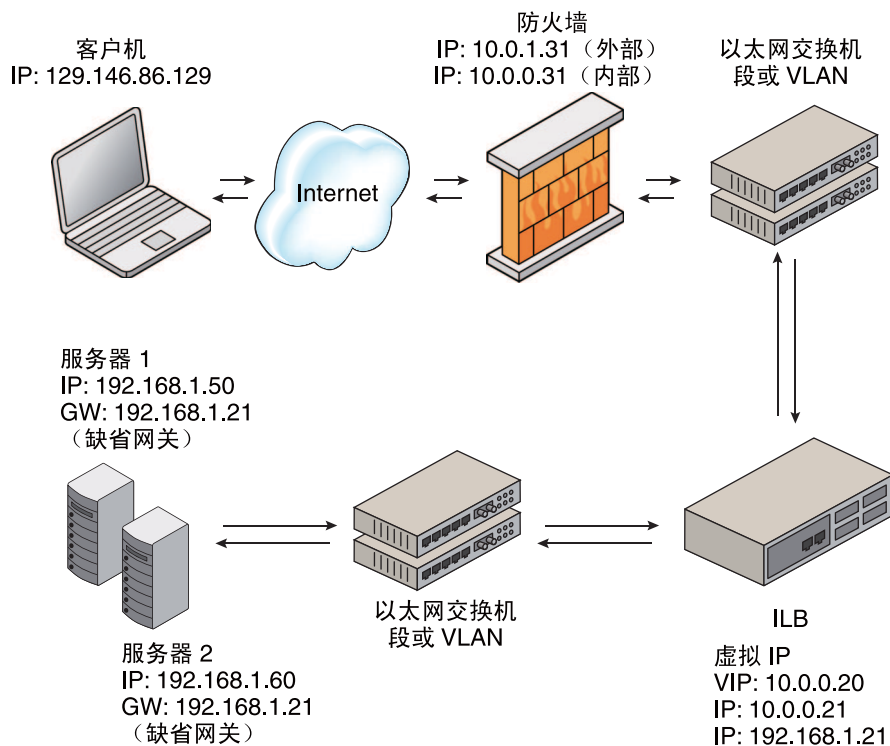 客户机
IP: 129.146.86.129
Internet
防火墙
IP: 10.0.1.31（外部）
IP: 10.0.0.31（内部）
以太网交换机
段或 VLAN
服务器 1
IP: 192.168.1.50
GW: 192.168.1.21
（缺省网关）
服务器 2
IP: 192.168.1.60
GW: 192.168.1.21
（缺省网关）
以太网交换机
段或 VLAN
ILB
虚拟 IP
VIP: 10.0.0.20
IP: 10.0.0.21
IP: 192.168.1.21